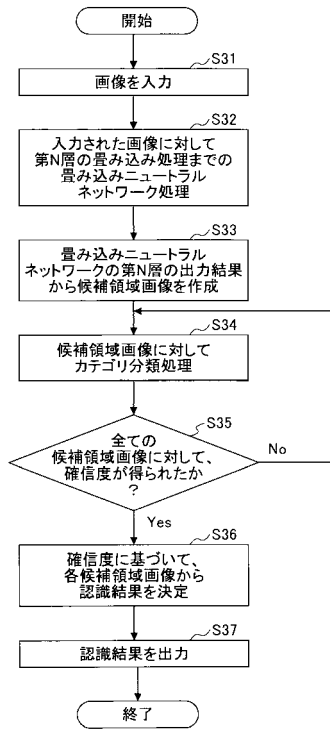 開始
S31
画像を入力
S32
入力された画像に対して
第N層の畳み込み処理までの
畳み込みニュートラル
ネットワーク処理
S33
畳み込みニュートラル
ネットワークの第N層の出力結果
から候補領域画像を作成
S34
候補領域画像に対して
カテゴリ分類処理
S35
全ての
候補領域画像に対して、
確信度が得られたか
?
No
Yes
S36
確信度に基づいて、
各候補領域画像から
認識結果を決定
S37
認識結果を出力
終了